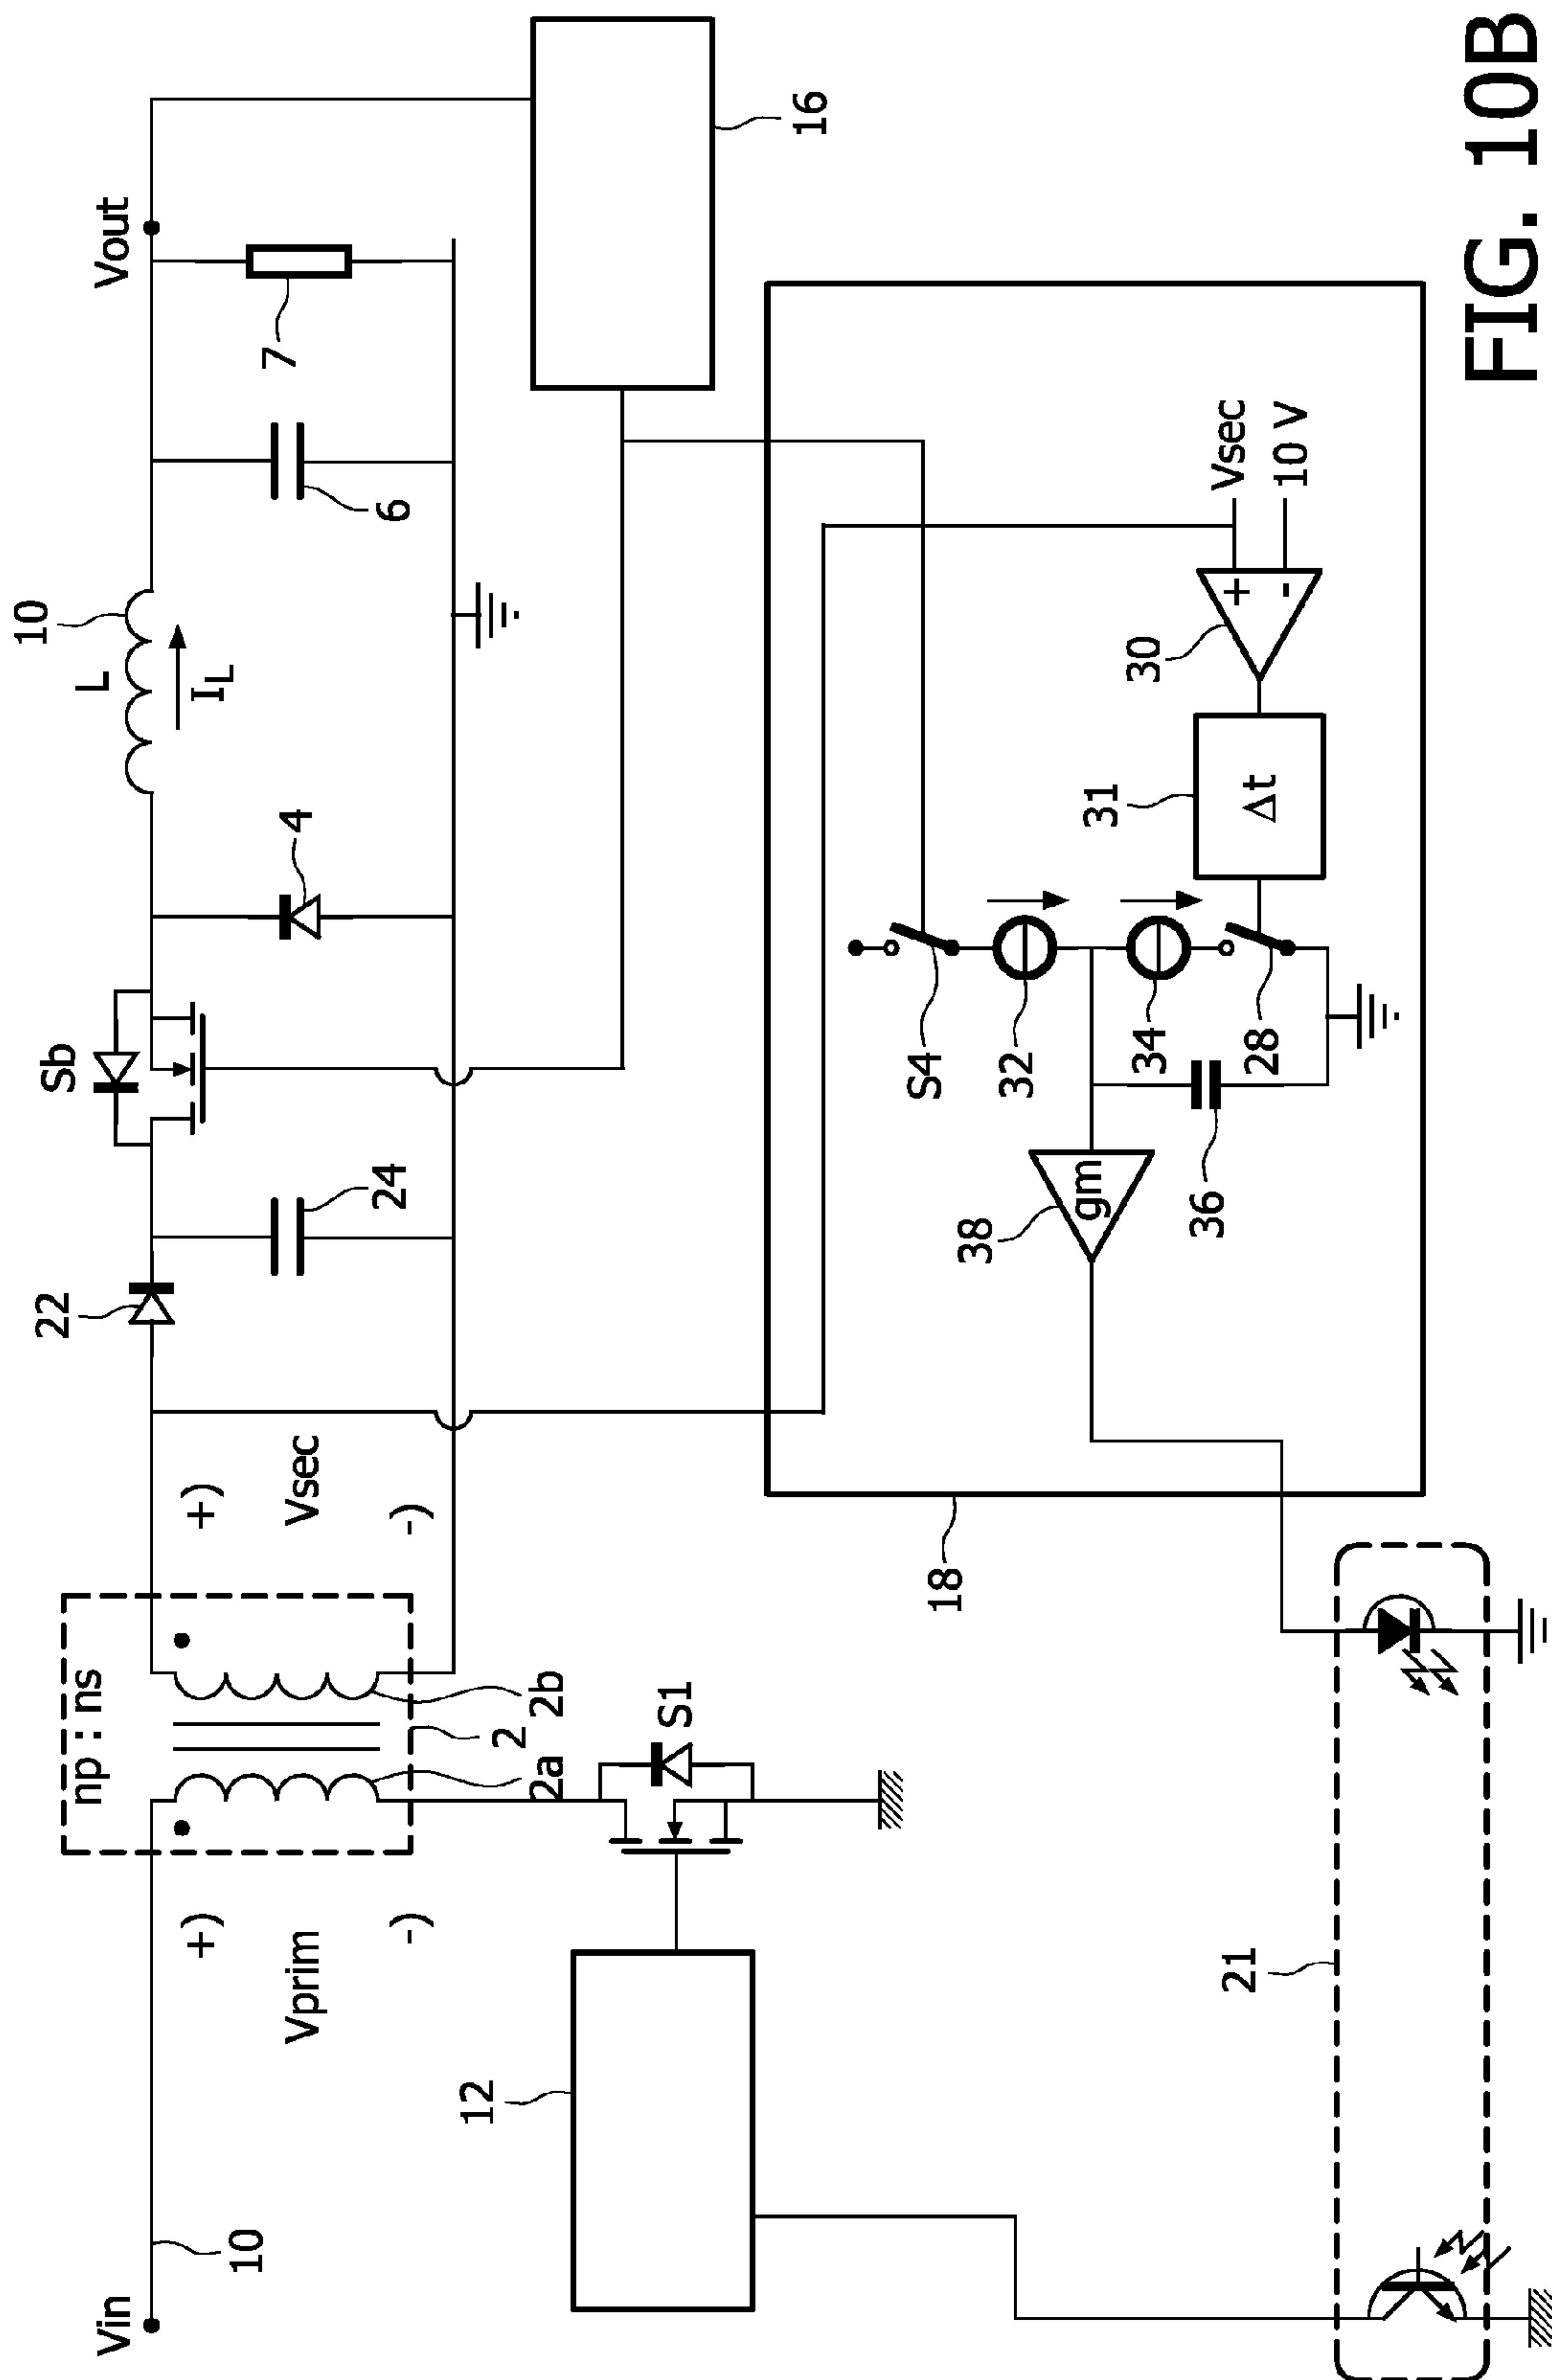 Vin
10
Vprim
+)
-)
np : ns
2a
2
2b
+)
Vsec
-)
22
24
Sb
4
L
10
I_L
6
7
Vout
12
S1
16
18
S4
32
34
28
36
38
gm
31
Δt
30
+
-
Vsec
10 V
21
FIG. 10B